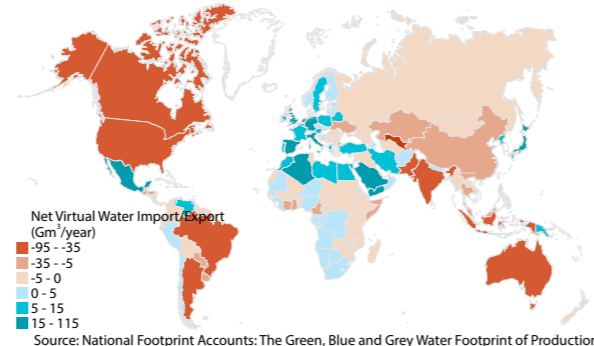 Net Virtual Water Import/Export
(Gm³/year)
-95 - -35
-35 - -5
-5 - 0
0 - 5
5 - 15
15 - 115
Source: National Footprint Accounts: The Green, Blue and Grey Water Footprint of Production